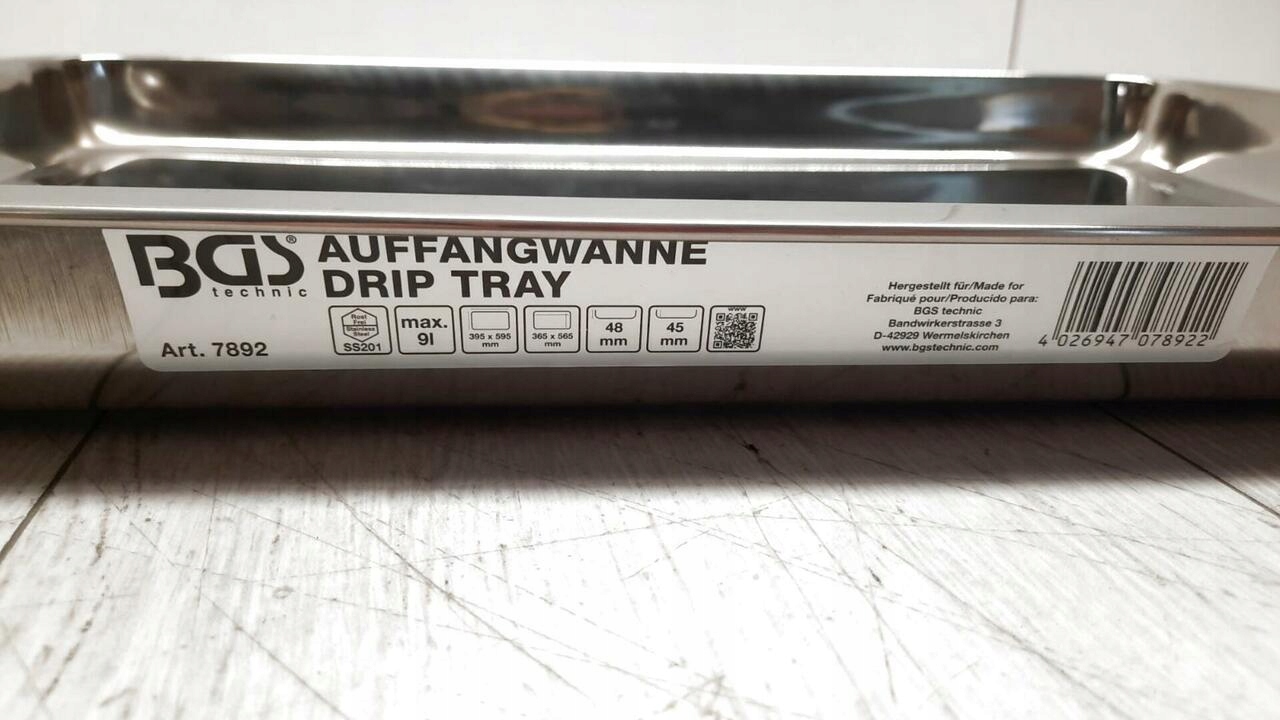 BGS®
technic
AUFFANGWANNE
DRIP TRAY
Art. 7892
Rost
Frei
Stainless
Steel
SS201
max.
9l
395 x 595
mm
365 x 565
mm
48
mm
45
mm
www
Hergestellt für/Made for
Fabriqué pour/Producido para:
BGS technic
Bandwirkerstrasse 3
D-42929 Wermelskirchen
www.bgstechnic.com
4 026947 078922